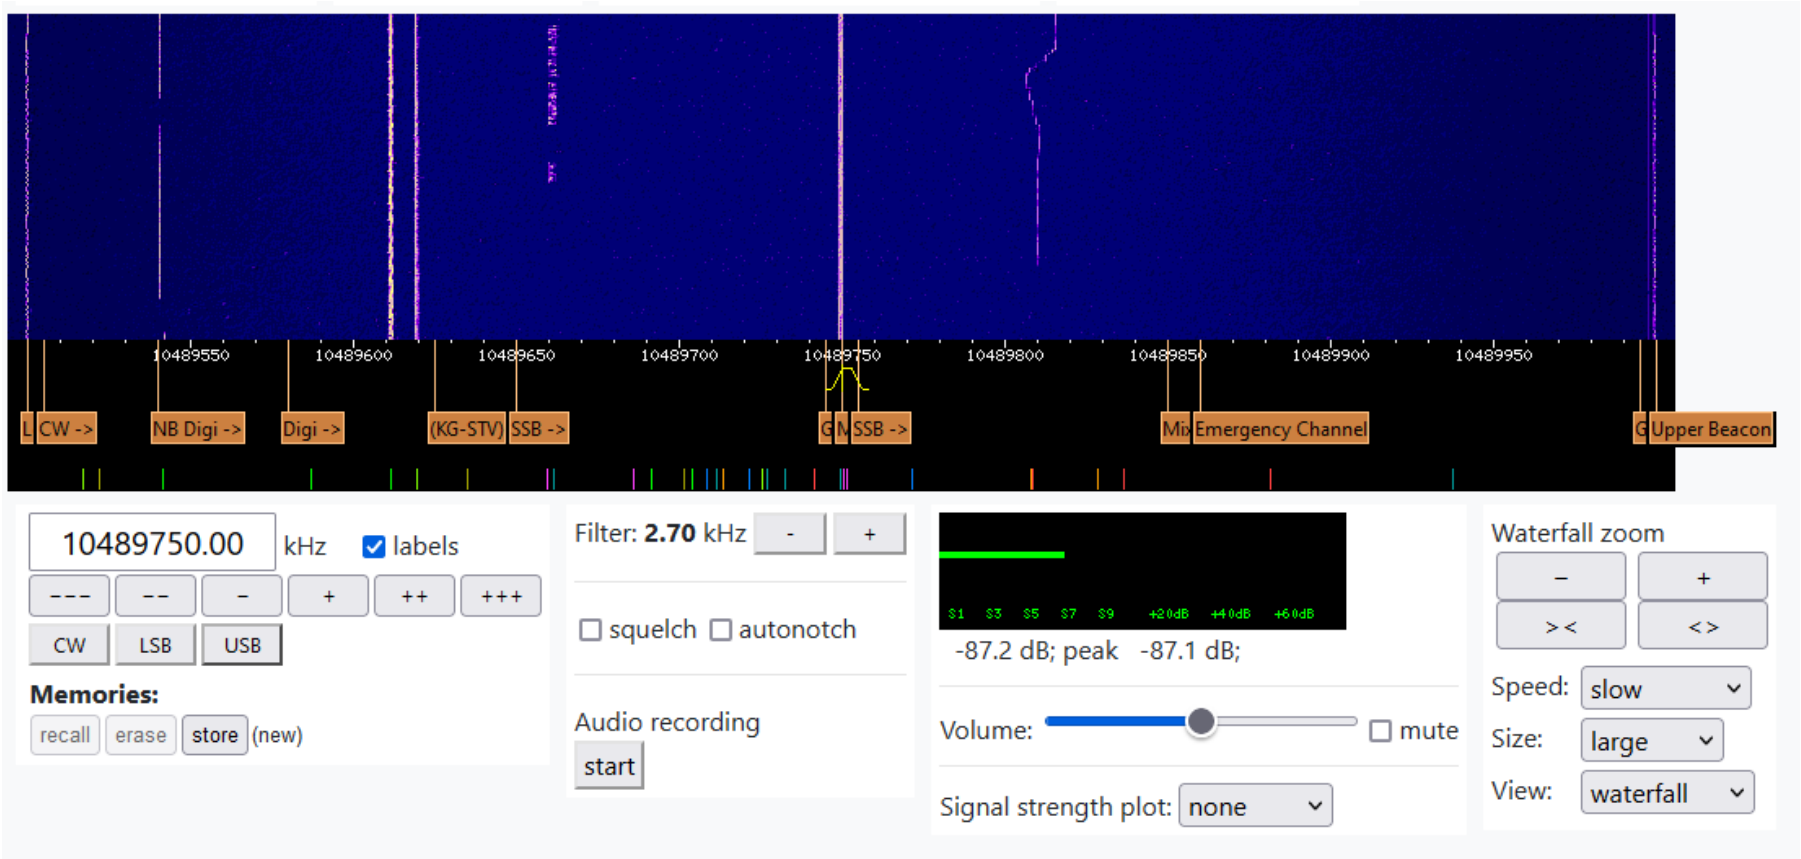 10489550 10489600 10489650 10489700 10489750 10489800 10489850 10489900 10489950
L CW -> NB Digi -> Digi -> (KG-STV) SSB -> G M SSB -> Mix Emergency Channel G Upper Beacon
10489750.00 kHz labels
--- -- - + ++ +++
CW LSB USB
Memories:
recall erase store (new)
Filter: 2.70 kHz - +
squelch autonotch
Audio recording
start
S1 S3 S5 S7 S9 +20dB +40dB +60dB
-87.2 dB; peak -87.1 dB;
Volume: mute
Signal strength plot: none
Waterfall zoom
- +
>< <>
Speed: slow
Size: large
View: waterfall